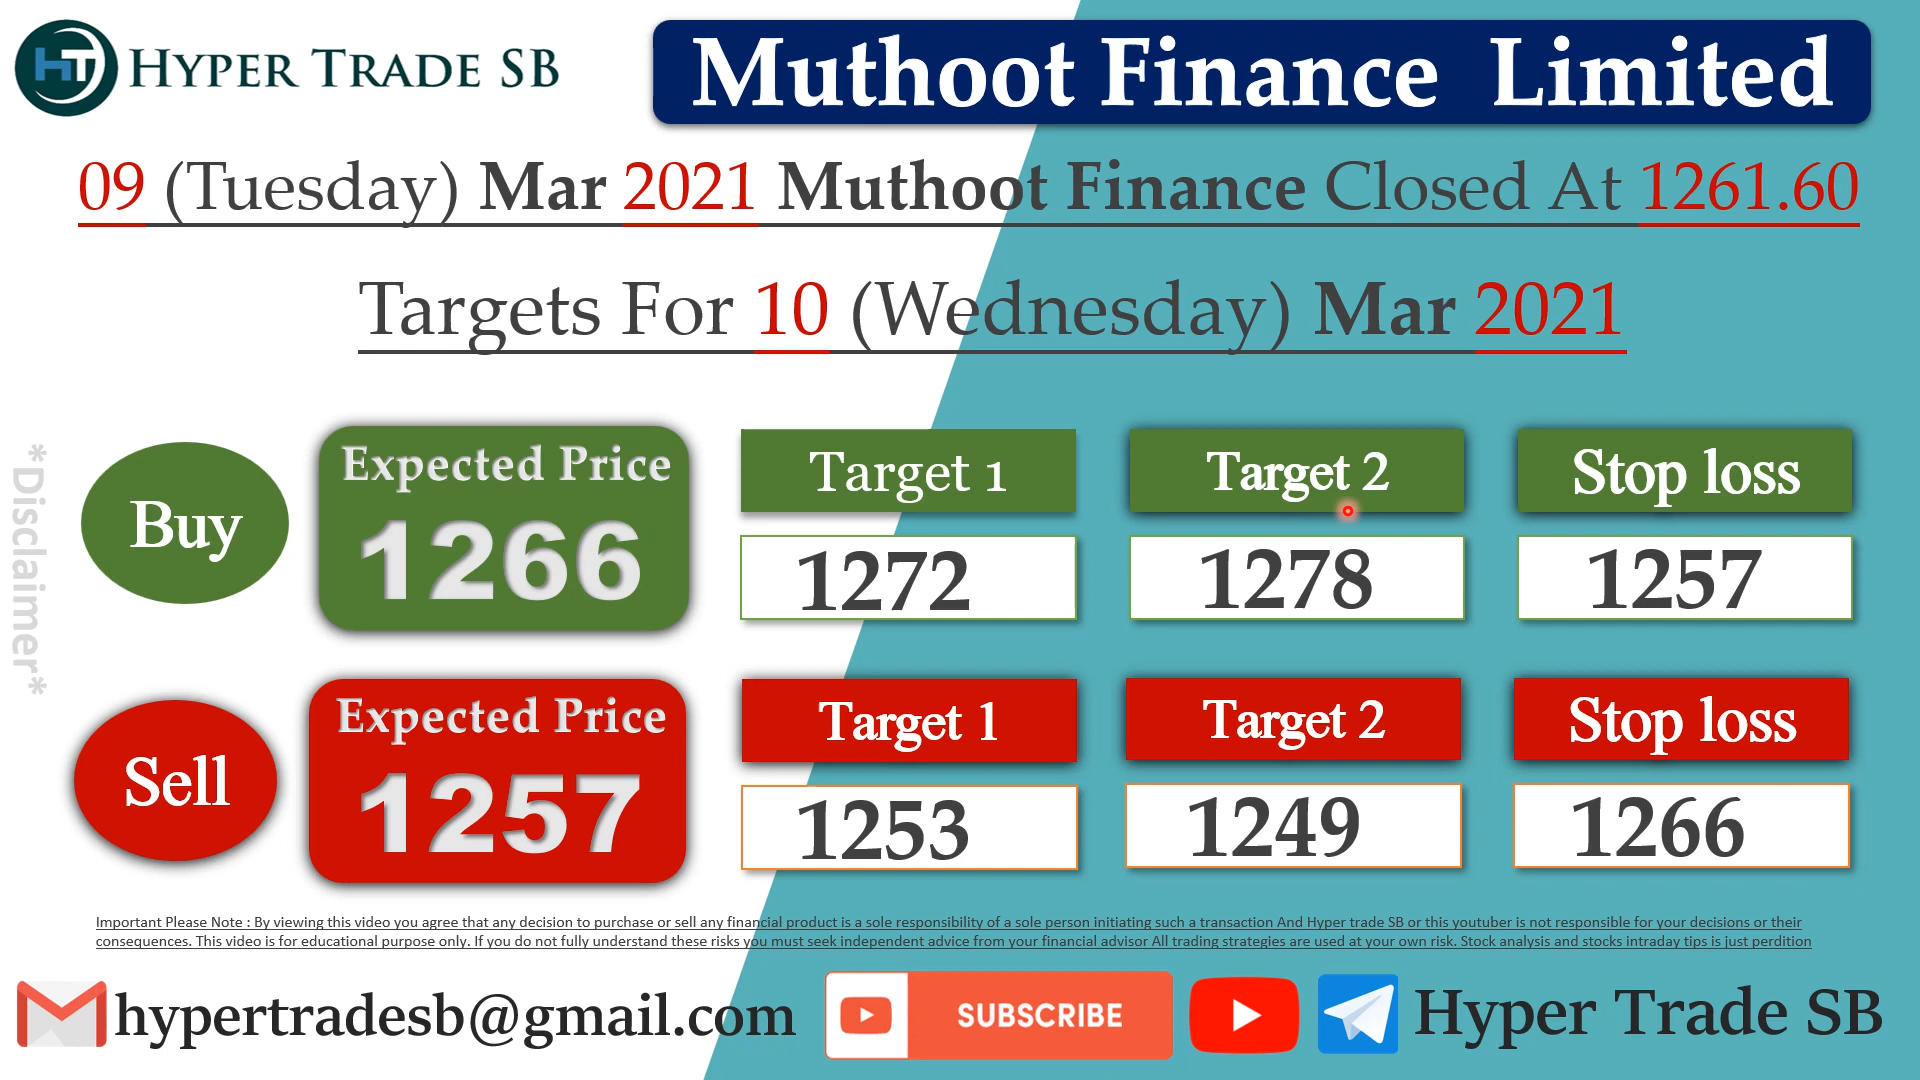 HT HYPER TRADE SB
Muthoot Finance Limited
09 (Tuesday) Mar 2021 Muthoot Finance Closed At 1261.60
Targets For 10 (Wednesday) Mar 2021
*Disclaimer*
Buy
Expected Price
1266
Target 1
1272
Target 2
1278
Stop loss
1257
Sell
Expected Price
1257
Target 1
1253
Target 2
1249
Stop loss
1266
Important Please Note : By viewing this video you agree that any decision to purchase or sell any financial product is a sole responsibility of a sole person initiating such a transaction And Hyper trade SB or this youtuber is not responsible for your decisions or their
consequences. This video is for educational purpose only. If you do not fully understand these risks you must seek independent advice from your financial advisor All trading strategies are used at your own risk. Stock analysis and stocks intraday tips is just perdition
hypertradesb@gmail.com
SUBSCRIBE
Hyper Trade SB